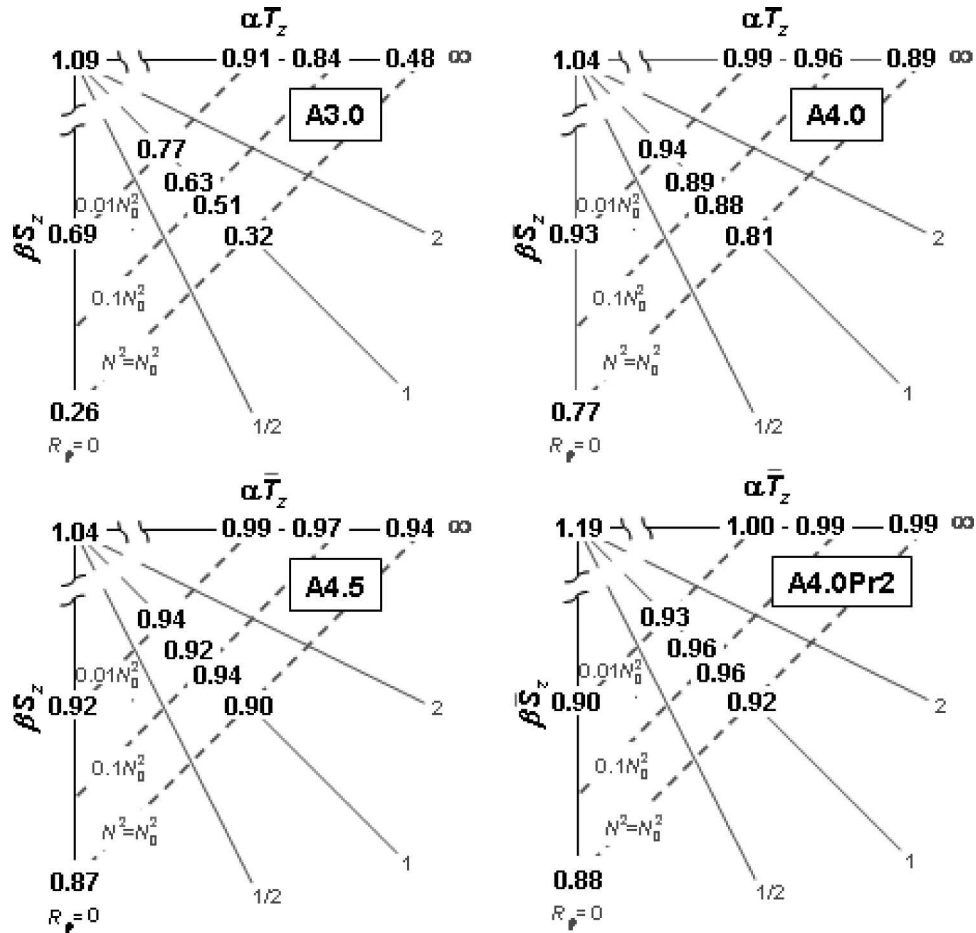 αT̅z αT̅z
1.09 0.91 - 0.84 0.48 ∞ 1.04 0.99 - 0.96 0.89 ∞
A3.0 A4.0
0.77 0.94
0.63 0.89
0.01N₀² 0.51 0.01N₀² 0.88
βS̅z 0.69 0.32 2 βS̅z 0.93 0.81 2
0.1N₀² 0.1N₀²
N²=N₀² N²=N₀²
1 1
0.26 1/2 0.77 1/2
Rρ=0 Rρ=0
αT̅z αT̅z
1.04 0.99 - 0.97 0.94 ∞ 1.19 1.00 - 0.99 0.99 ∞
A4.5 A4.0Pr2
0.94 0.93
0.92 0.96
0.01N₀² 0.94 0.01N₀² 0.96
βS̅z 0.92 0.90 2 βS̅z 0.90 0.92 2
0.1N₀² 0.1N₀²
N²=N₀² N²=N₀²
1 1
0.87 1/2 0.88 1/2
Rρ=0 Rρ=0